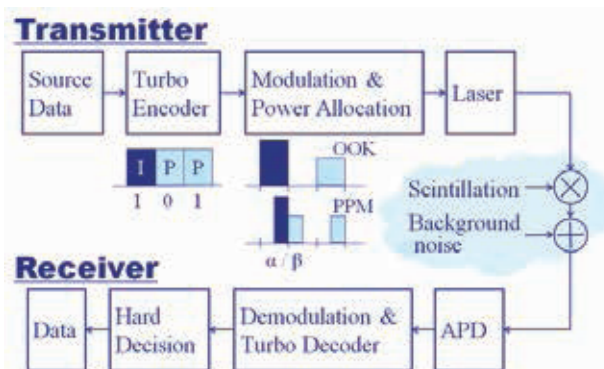 Transmitter
Source
Data
Turbo
Encoder
Modulation &
Power Allocation
Laser
I P P
1 0 1
OOK
PPM
α / β
Scintillation
Background
noise
Receiver
Data
Hard
Decision
Demodulation &
Turbo Decoder
APD